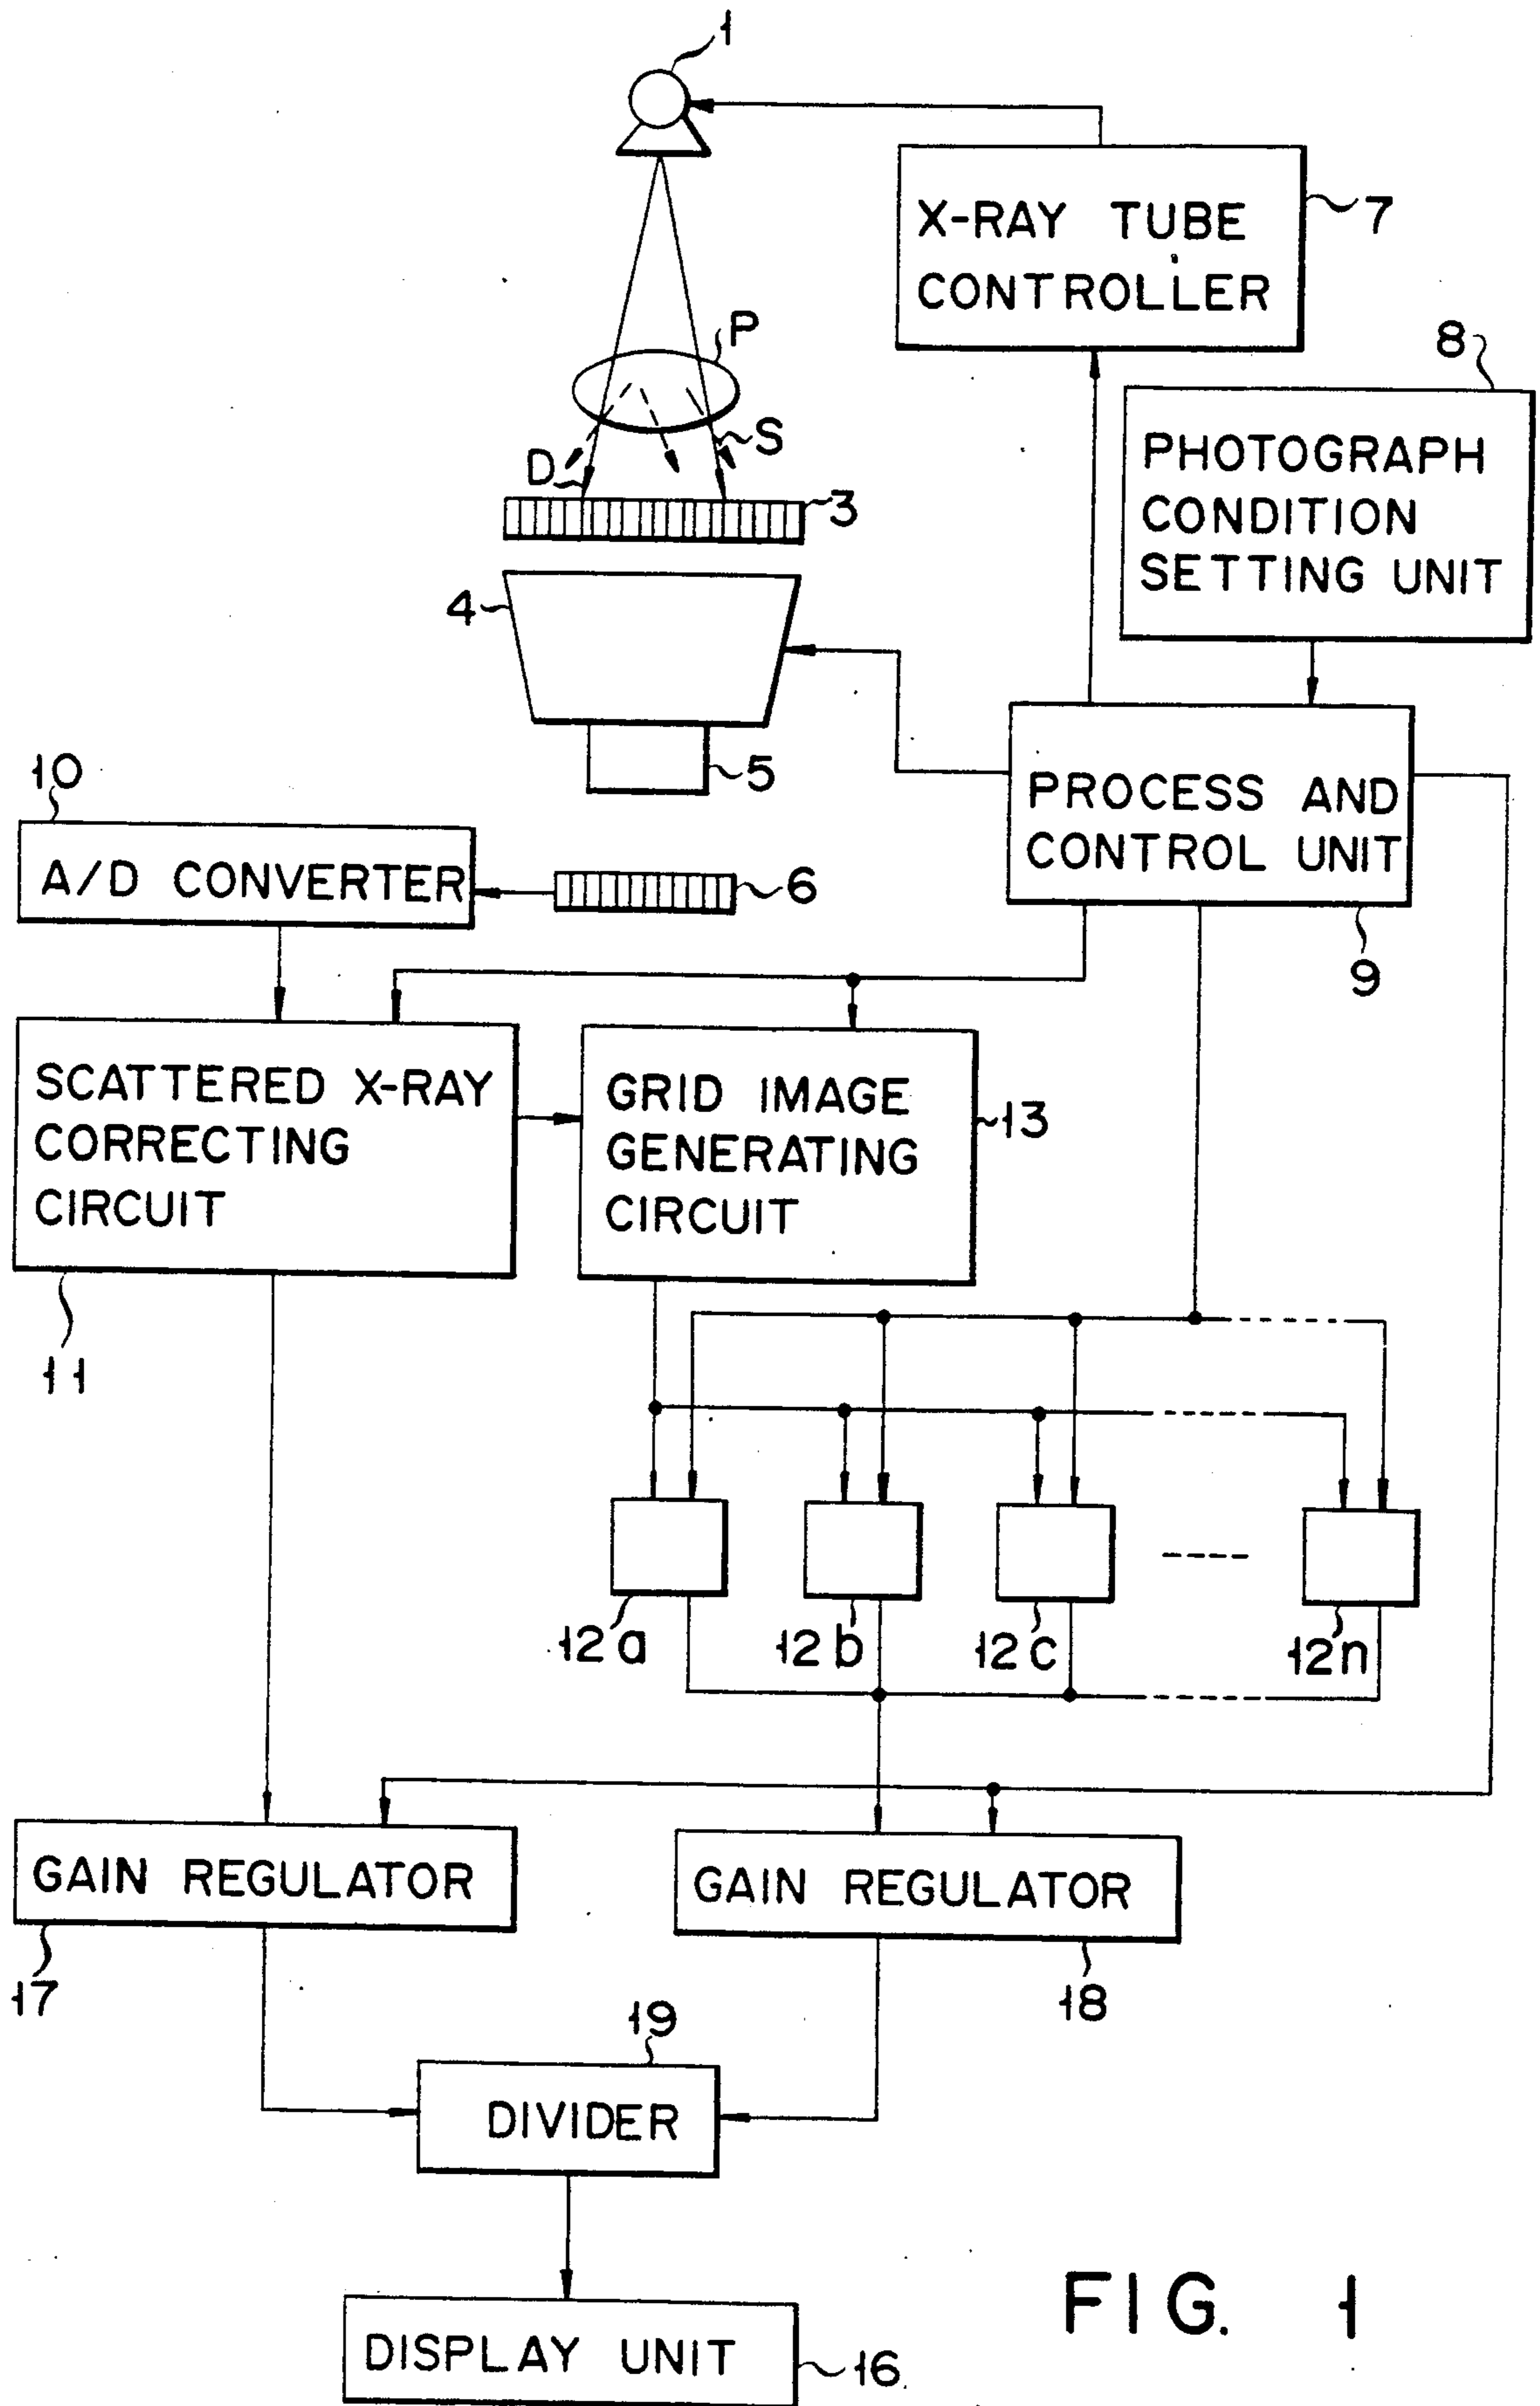 1
X-RAY TUBE
CONTROLLER
7
P
S
D
3
8
PHOTOGRAPH
CONDITION
SETTING UNIT
4
5
PROCESS AND
CONTROL UNIT
9
10
A/D CONVERTER
6
SCATTERED X-RAY
CORRECTING
CIRCUIT
11
GRID IMAGE
GENERATING
CIRCUIT
13
12a
12b
12c
12n
GAIN REGULATOR
17
GAIN REGULATOR
18
19
DIVIDER
DISPLAY UNIT
16
FIG. 1